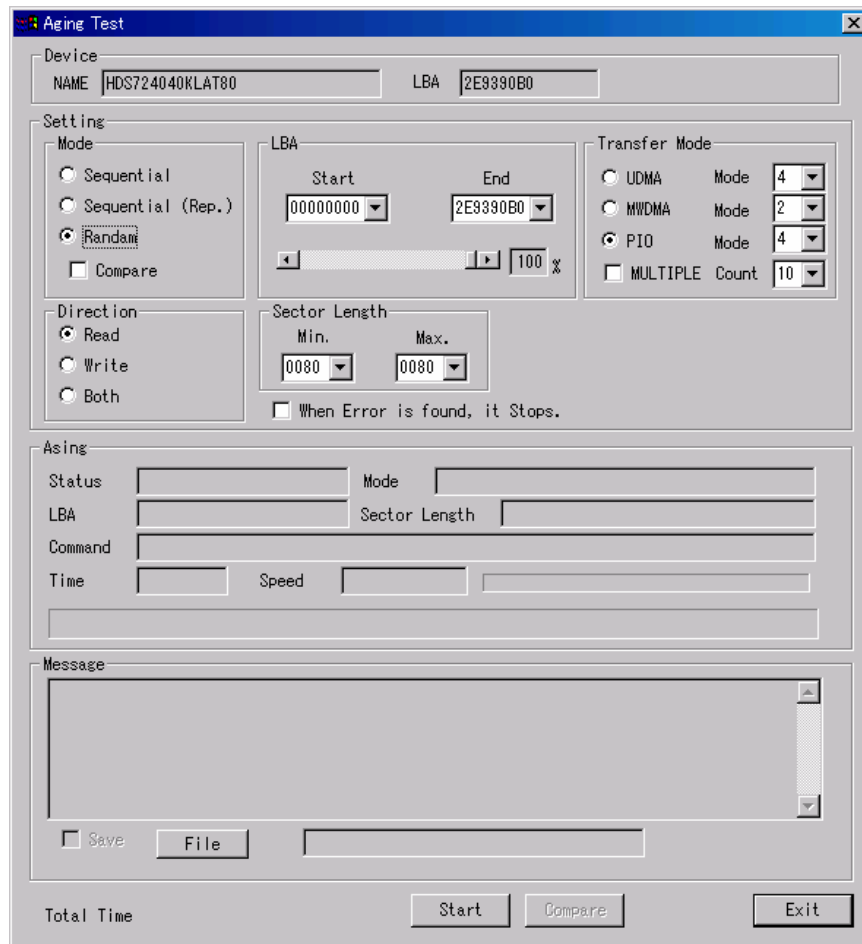 Aging Test
Device
NAME HDS724040KLAT80 LBA 2E9390B0
Setting
Mode
Sequential
Sequential (Rep.)
Randam
Compare
LBA
Start End
00000000 2E9390B0
100 %
Transfer Mode
UDMA Mode 4
MWDMA Mode 2
PIO Mode 4
MULTIPLE Count 10
Direction
Read
Write
Both
Sector Length
Min. Max.
0080 0080
When Error is found, it Stops.
Asing
Status Mode
LBA Sector Length
Command
Time Speed
Message
Save File
Total Time Start Compare Exit